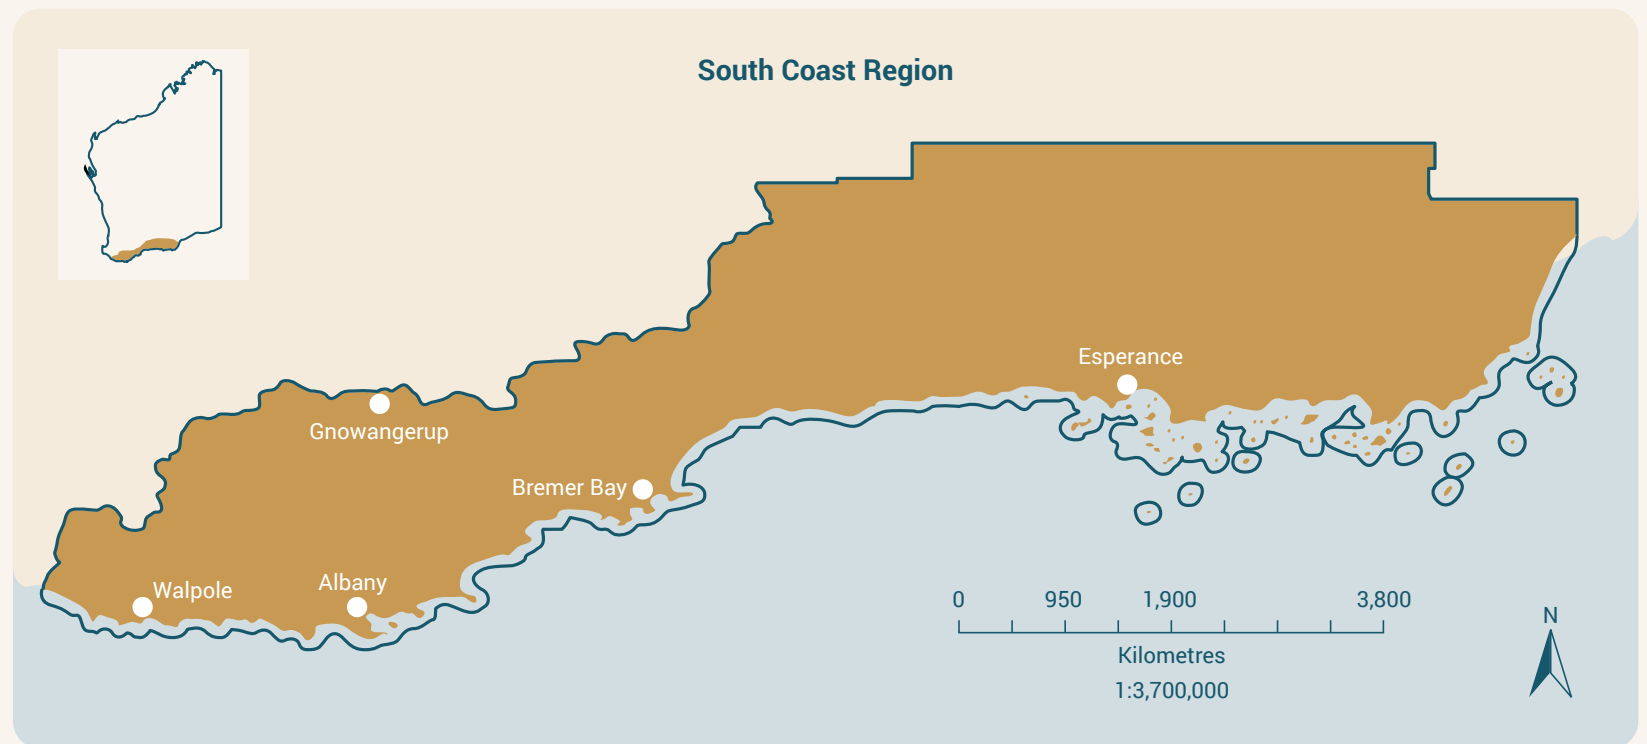 South Coast Region
Esperance
Gnowangerup
Bremer Bay
Walpole
Albany
0 950 1,900 3,800
Kilometres
1:3,700,000
N